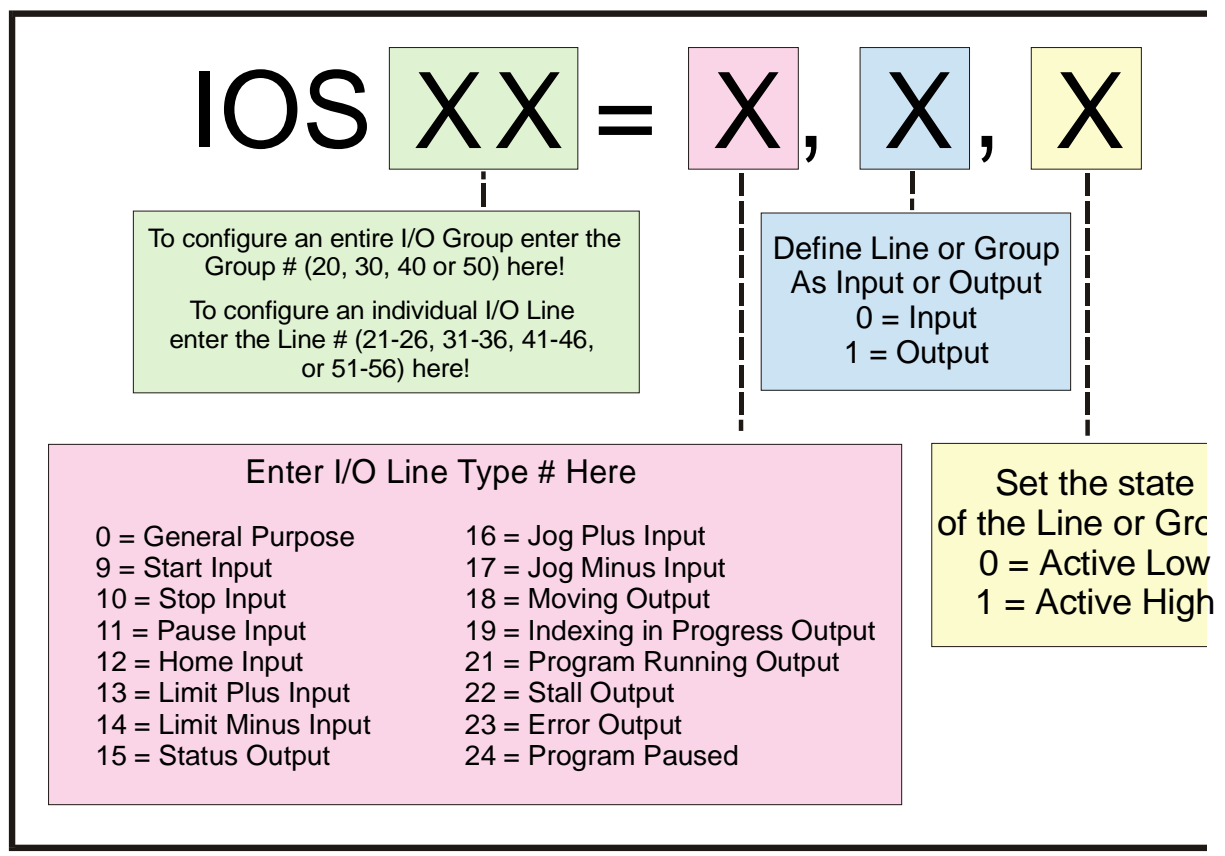 IOS XX = X, X, X
To configure an entire I/O Group enter the
Group # (20, 30, 40 or 50) here!
To configure an individual I/O Line
enter the Line # (21-26, 31-36, 41-46,
or 51-56) here!
Define Line or Group
As Input or Output
0 = Input
1 = Output
Enter I/O Line Type # Here
0 = General Purpose
9 = Start Input
10 = Stop Input
11 = Pause Input
12 = Home Input
13 = Limit Plus Input
14 = Limit Minus Input
15 = Status Output
16 = Jog Plus Input
17 = Jog Minus Input
18 = Moving Output
19 = Indexing in Progress Output
21 = Program Running Output
22 = Stall Output
23 = Error Output
24 = Program Paused
Set the state
of the Line or
0 = Active Low
1 = Active High